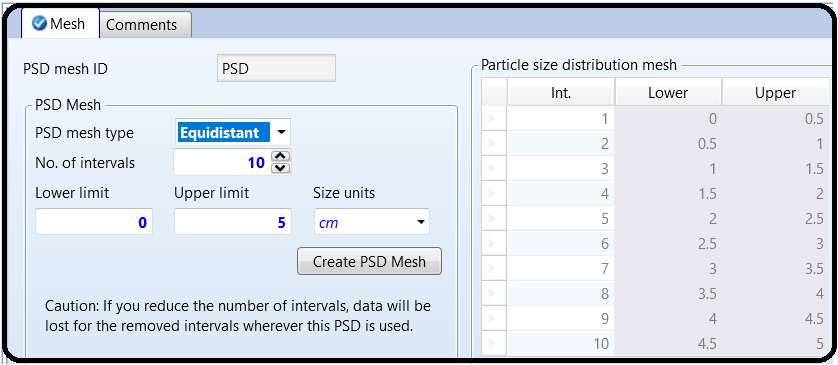 Mesh Comments
PSD mesh ID PSD
PSD Mesh
PSD mesh type Equidistant
No. of intervals 10
Lower limit Upper limit Size units
0 5 cm
Create PSD Mesh
Caution: If you reduce the number of intervals, data will be
lost for the removed intervals wherever this PSD is used.
Particle size distribution mesh
Int. Lower Upper
1 0 0.5
2 0.5 1
3 1 1.5
4 1.5 2
5 2 2.5
6 2.5 3
7 3 3.5
8 3.5 4
9 4 4.5
10 4.5 5